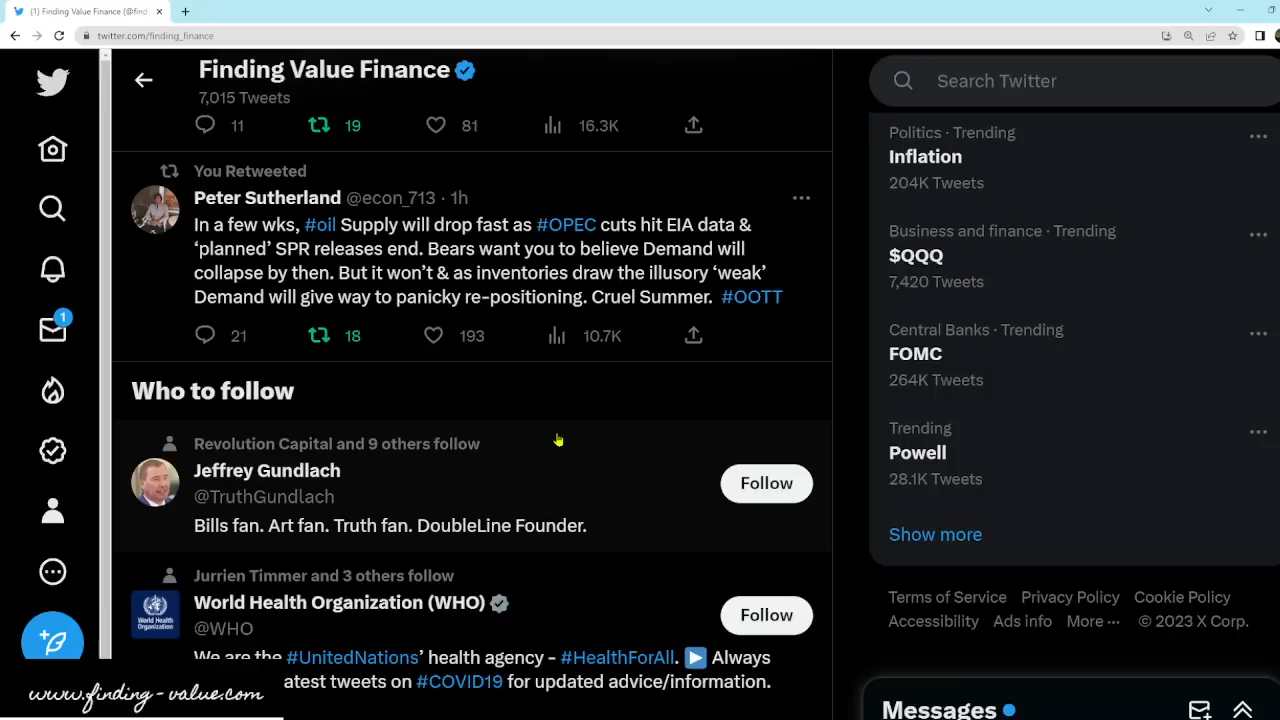 (1) Finding Value Finance (@find
twitter.com/finding_finance
Finding Value Finance
7,015 Tweets
11 19 81 16.3K
You Retweeted
Peter Sutherland @econ_713 · 1h
In a few wks, #oil Supply will drop fast as #OPEC cuts hit EIA data &
‘planned’ SPR releases end. Bears want you to believe Demand will
collapse by then. But it won’t & as inventories draw the illusory ‘weak’
Demand will give way to panicky re-positioning. Cruel Summer. #OOTT
21 18 193 10.7K
Who to follow
Revolution Capital and 9 others follow
Jeffrey Gundlach
@TruthGundlach
Follow
Bills fan. Art fan. Truth fan. DoubleLine Founder.
Jurrien Timmer and 3 others follow
World Health Organization (WHO)
@WHO
Follow
World Health
Organization
We are the #UnitedNations’ health agency - #HealthForAll. ▶️ Always
atest tweets on #COVID19 for updated advice/information.
1
www.finding-value.com
Search Twitter
Politics · Trending
Inflation
204K Tweets
Business and finance · Trending
$QQQ
7,420 Tweets
Central Banks · Trending
FOMC
264K Tweets
Trending
Powell
28.1K Tweets
Show more
Terms of Service Privacy Policy Cookie Policy
Accessibility Ads info More ··· © 2023 X Corp.
Messages